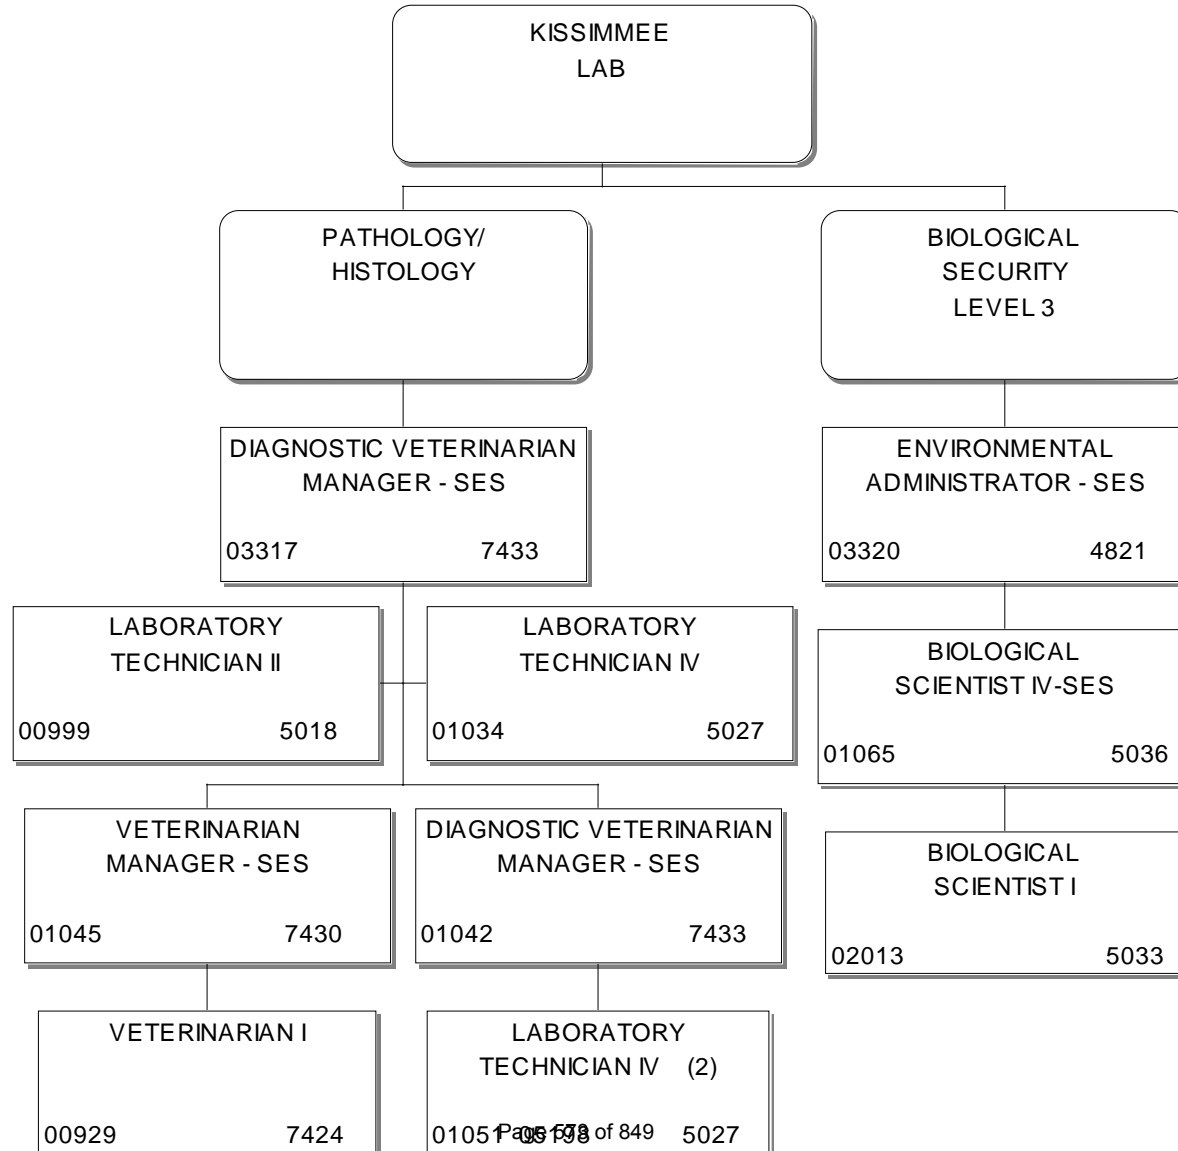 KISSIMMEE
LAB
PATHOLOGY/
HISTOLOGY
BIOLOGICAL
SECURITY
LEVEL 3
DIAGNOSTIC VETERINARIAN
MANAGER - SES
03317 7433
ENVIRONMENTAL
ADMINISTRATOR - SES
03320 4821
LABORATORY
TECHNICIAN II
00999 5018
LABORATORY
TECHNICIAN IV
01034 5027
BIOLOGICAL
SCIENTIST IV-SES
01065 5036
VETERINARIAN
MANAGER - SES
01045 7430
DIAGNOSTIC VETERINARIAN
MANAGER - SES
01042 7433
BIOLOGICAL
SCIENTIST I
02013 5033
VETERINARIAN I
00929 7424
LABORATORY
TECHNICIAN IV (2)
01051 5027
Page of 849